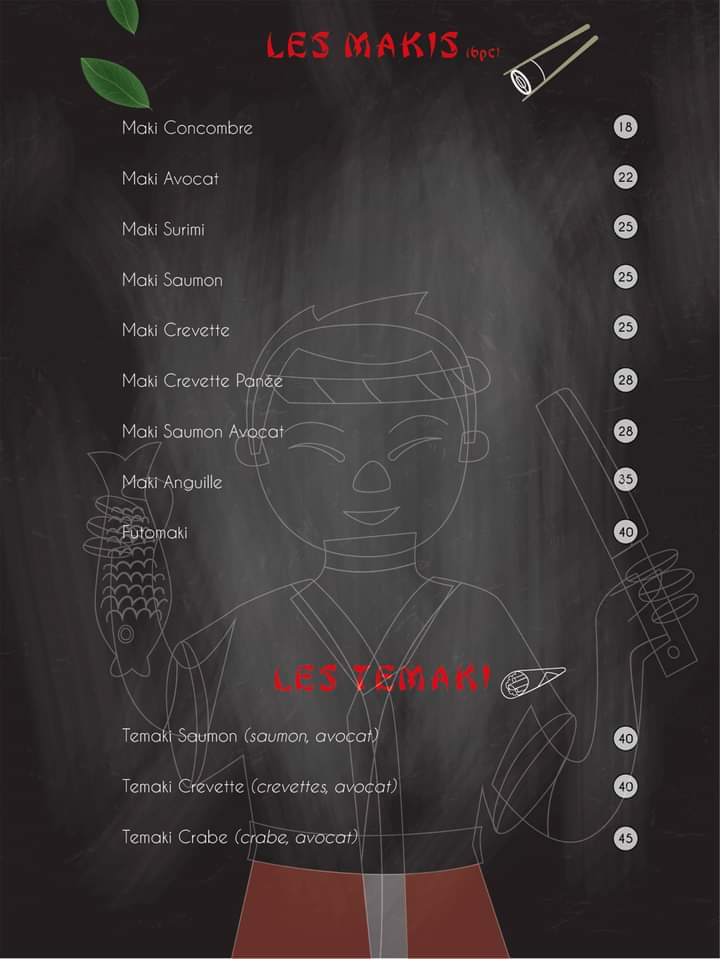 LES MAKIS (6pc)
Maki Concombre 18
Maki Avocat 22
Maki Surimi 25
Maki Saumon 25
Maki Crevette 25
Maki Crevette Panée 28
Maki Saumon Avocat 28
Maki Anguille 35
Futomaki 40
LES TEMAKI
Temaki Saumon (saumon, avocat) 40
Temaki Crevette (crevettes, avocat) 40
Temaki Crabe (crabe, avocat) 45